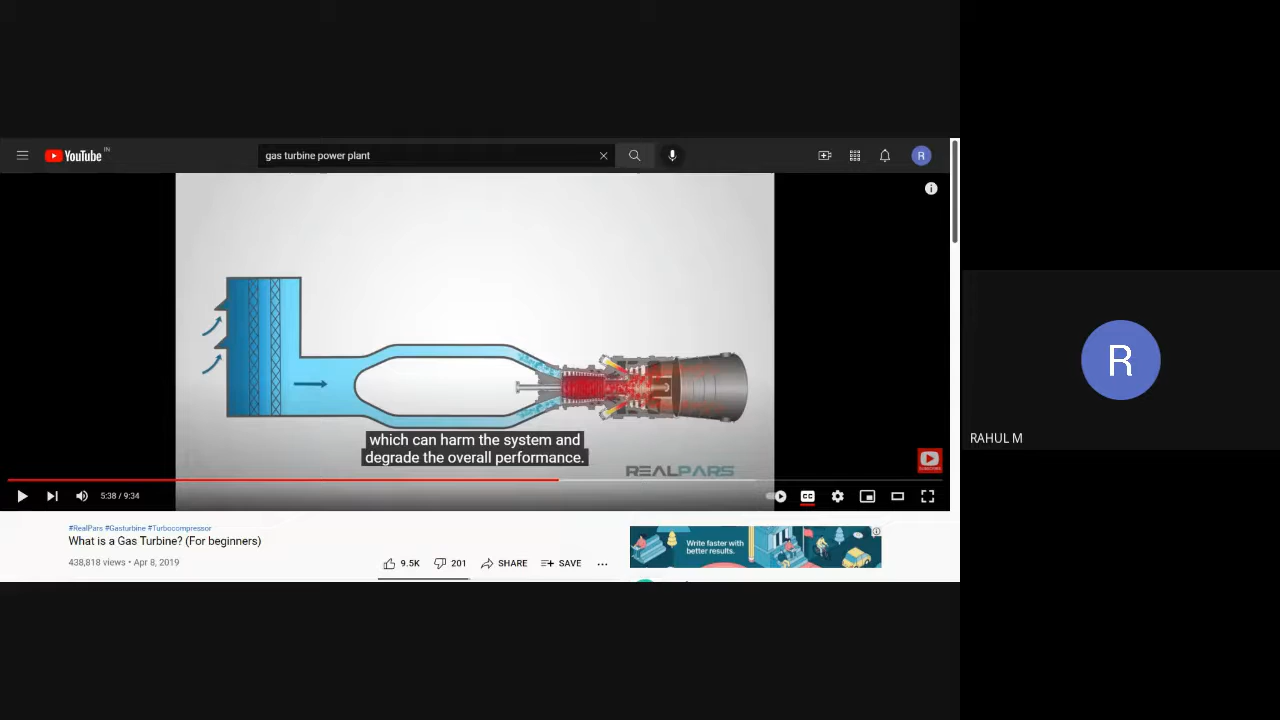 YouTube IN
gas turbine power plant
R
which can harm the system and
degrade the overall performance.
REALPARS
5:38 / 9:34
CC
#RealPars #Gasturbine #Turbocompressor
What is a Gas Turbine? (For beginners)
438,818 views • Apr 8, 2019
9.5K
201
SHARE
SAVE
Write faster with
better results.
R
RAHUL M